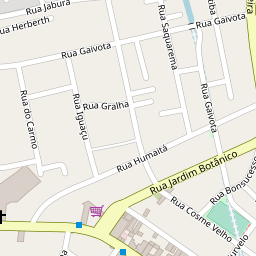 Rua Jabura
Rua Herberth
Rua Gaivota
Rua Saquarema
Rua Gaivota
Rua Gralha
Rua do Carmo
Rua Iguaçu
Rua Gaivota
Rua Humaitá
Rua Jardim Botânico
Rua Bonsuces
Rua Cosme Velho